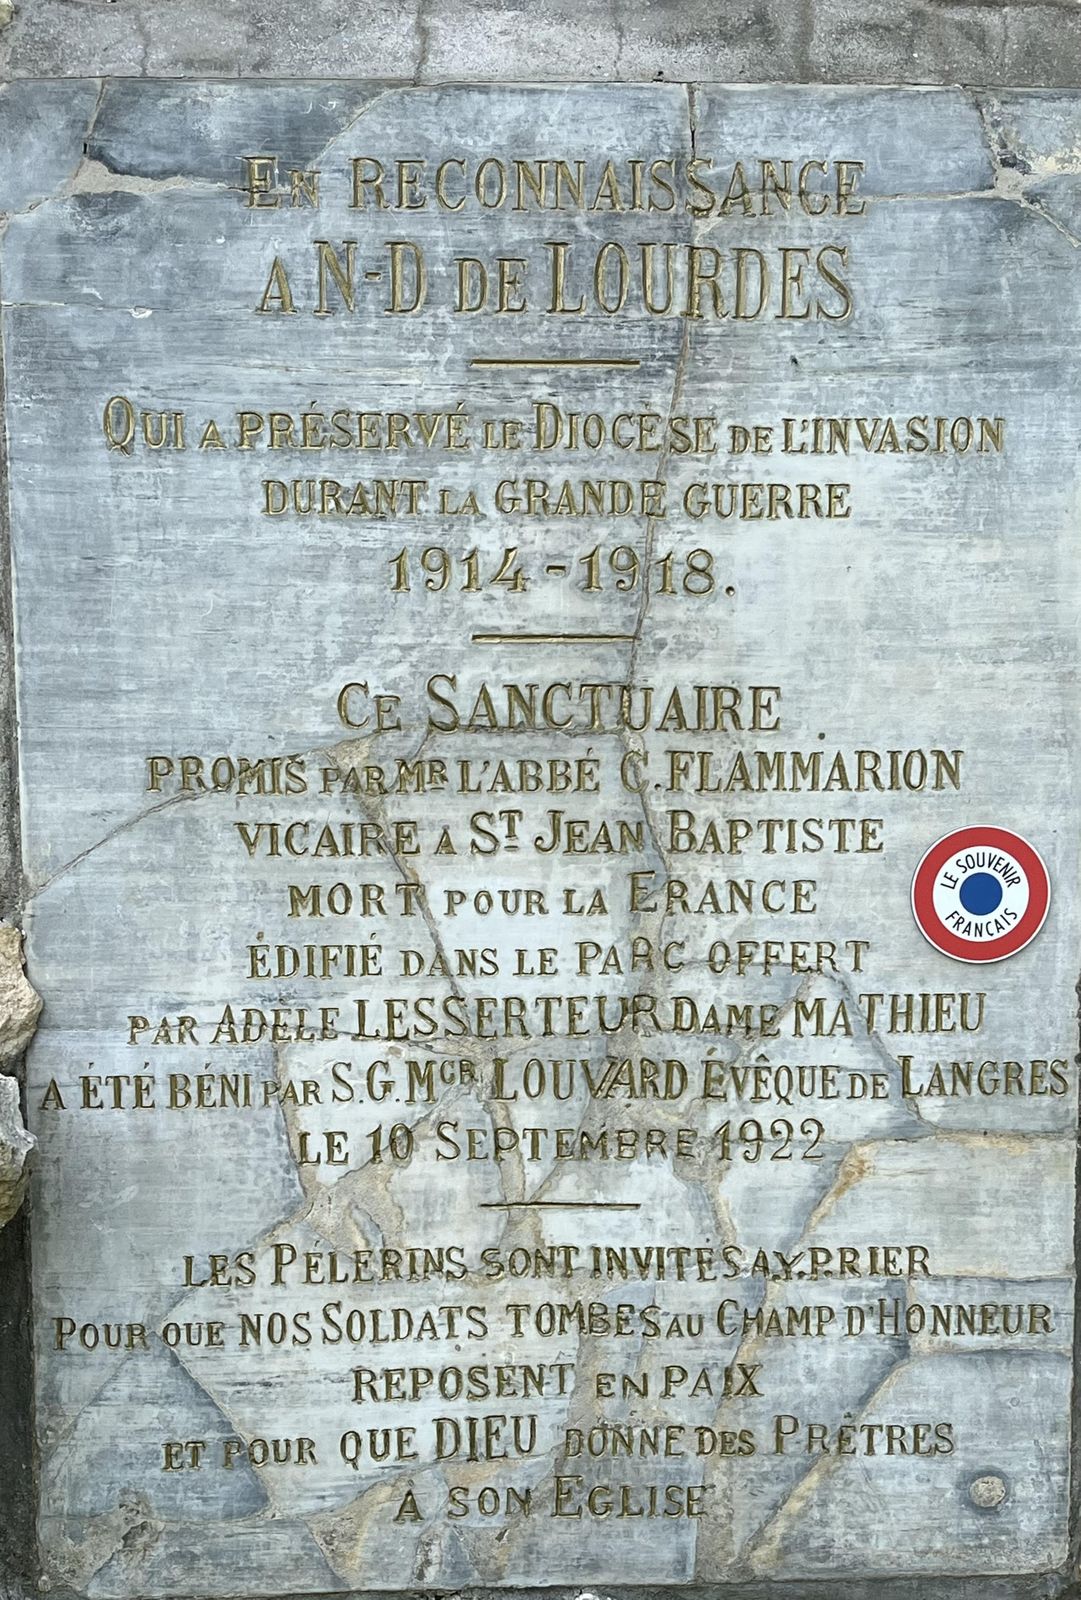 En RECONNAISSANCE
A N-D DE LOURDES
QUI A PRÉSERVÉ LE DIOCÈSE DE L'INVASION
DURANT LA GRANDE GUERRE
1914-1918.
CE SANCTUAIRE
PROMIS PAR MR L'ABBÉ C. FLAMMARION
VICAIRE A ST JEAN BAPTISTE
MORT POUR LA FRANCE
ÉDIFIÉ DANS LE PARC OFFERT
PAR ADÈLE LESSERTEUR DAME MATHIEU
A ÉTÉ BÉNI PAR S.G. MGR LOUVARD ÉVÊQUE DE LANGRES
LE 10 SEPTEMBRE 1922
LES PÉLERINS SONT INVITÉS A.Y.PRIER
POUR QUE NOS SOLDATS TOMBES AU CHAMP D'HONNEUR
REPOSENT EN PAIX
ET POUR QUE DIEU DONNE DES PRÊTRES
A SON EGLISE
LE SOUVENIR
FRANÇAIS